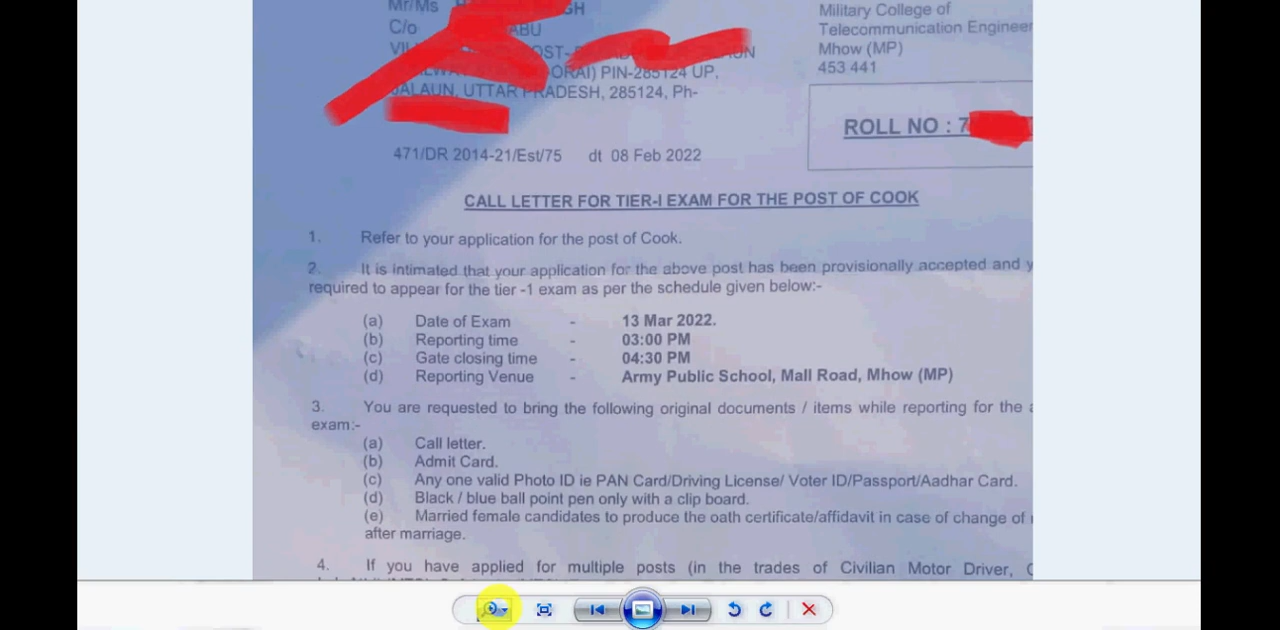 Mr/Ms
C/o
Military College of
Telecommunication Engineer
Mhow (MP)
453 441
PIN-285124 UP,
JALAUN, UTTAR PRADESH, 285124, Ph-
ROLL NO : 7
471/DR 2014-21/Est/75 dt 08 Feb 2022
CALL LETTER FOR TIER-I EXAM FOR THE POST OF COOK
1. Refer to your application for the post of Cook.
2. It is intimated that your application for the above post has been provisionally accepted and y
required to appear for the tier -1 exam as per the schedule given below:-
(a) Date of Exam - 13 Mar 2022.
(b) Reporting time - 03:00 PM
(c) Gate closing time - 04:30 PM
(d) Reporting Venue - Army Public School, Mall Road, Mhow (MP)
3. You are requested to bring the following original documents / items while reporting for the a
exam:-
(a) Call letter.
(b) Admit Card.
(c) Any one valid Photo ID ie PAN Card/Driving License/ Voter ID/Passport/Aadhar Card.
(d) Black / blue ball point pen only with a clip board.
(e) Married female candidates to produce the oath certificate/affidavit in case of change of
after marriage.
4. If you have applied for multiple posts (in the trades of Civilian Motor Driver,